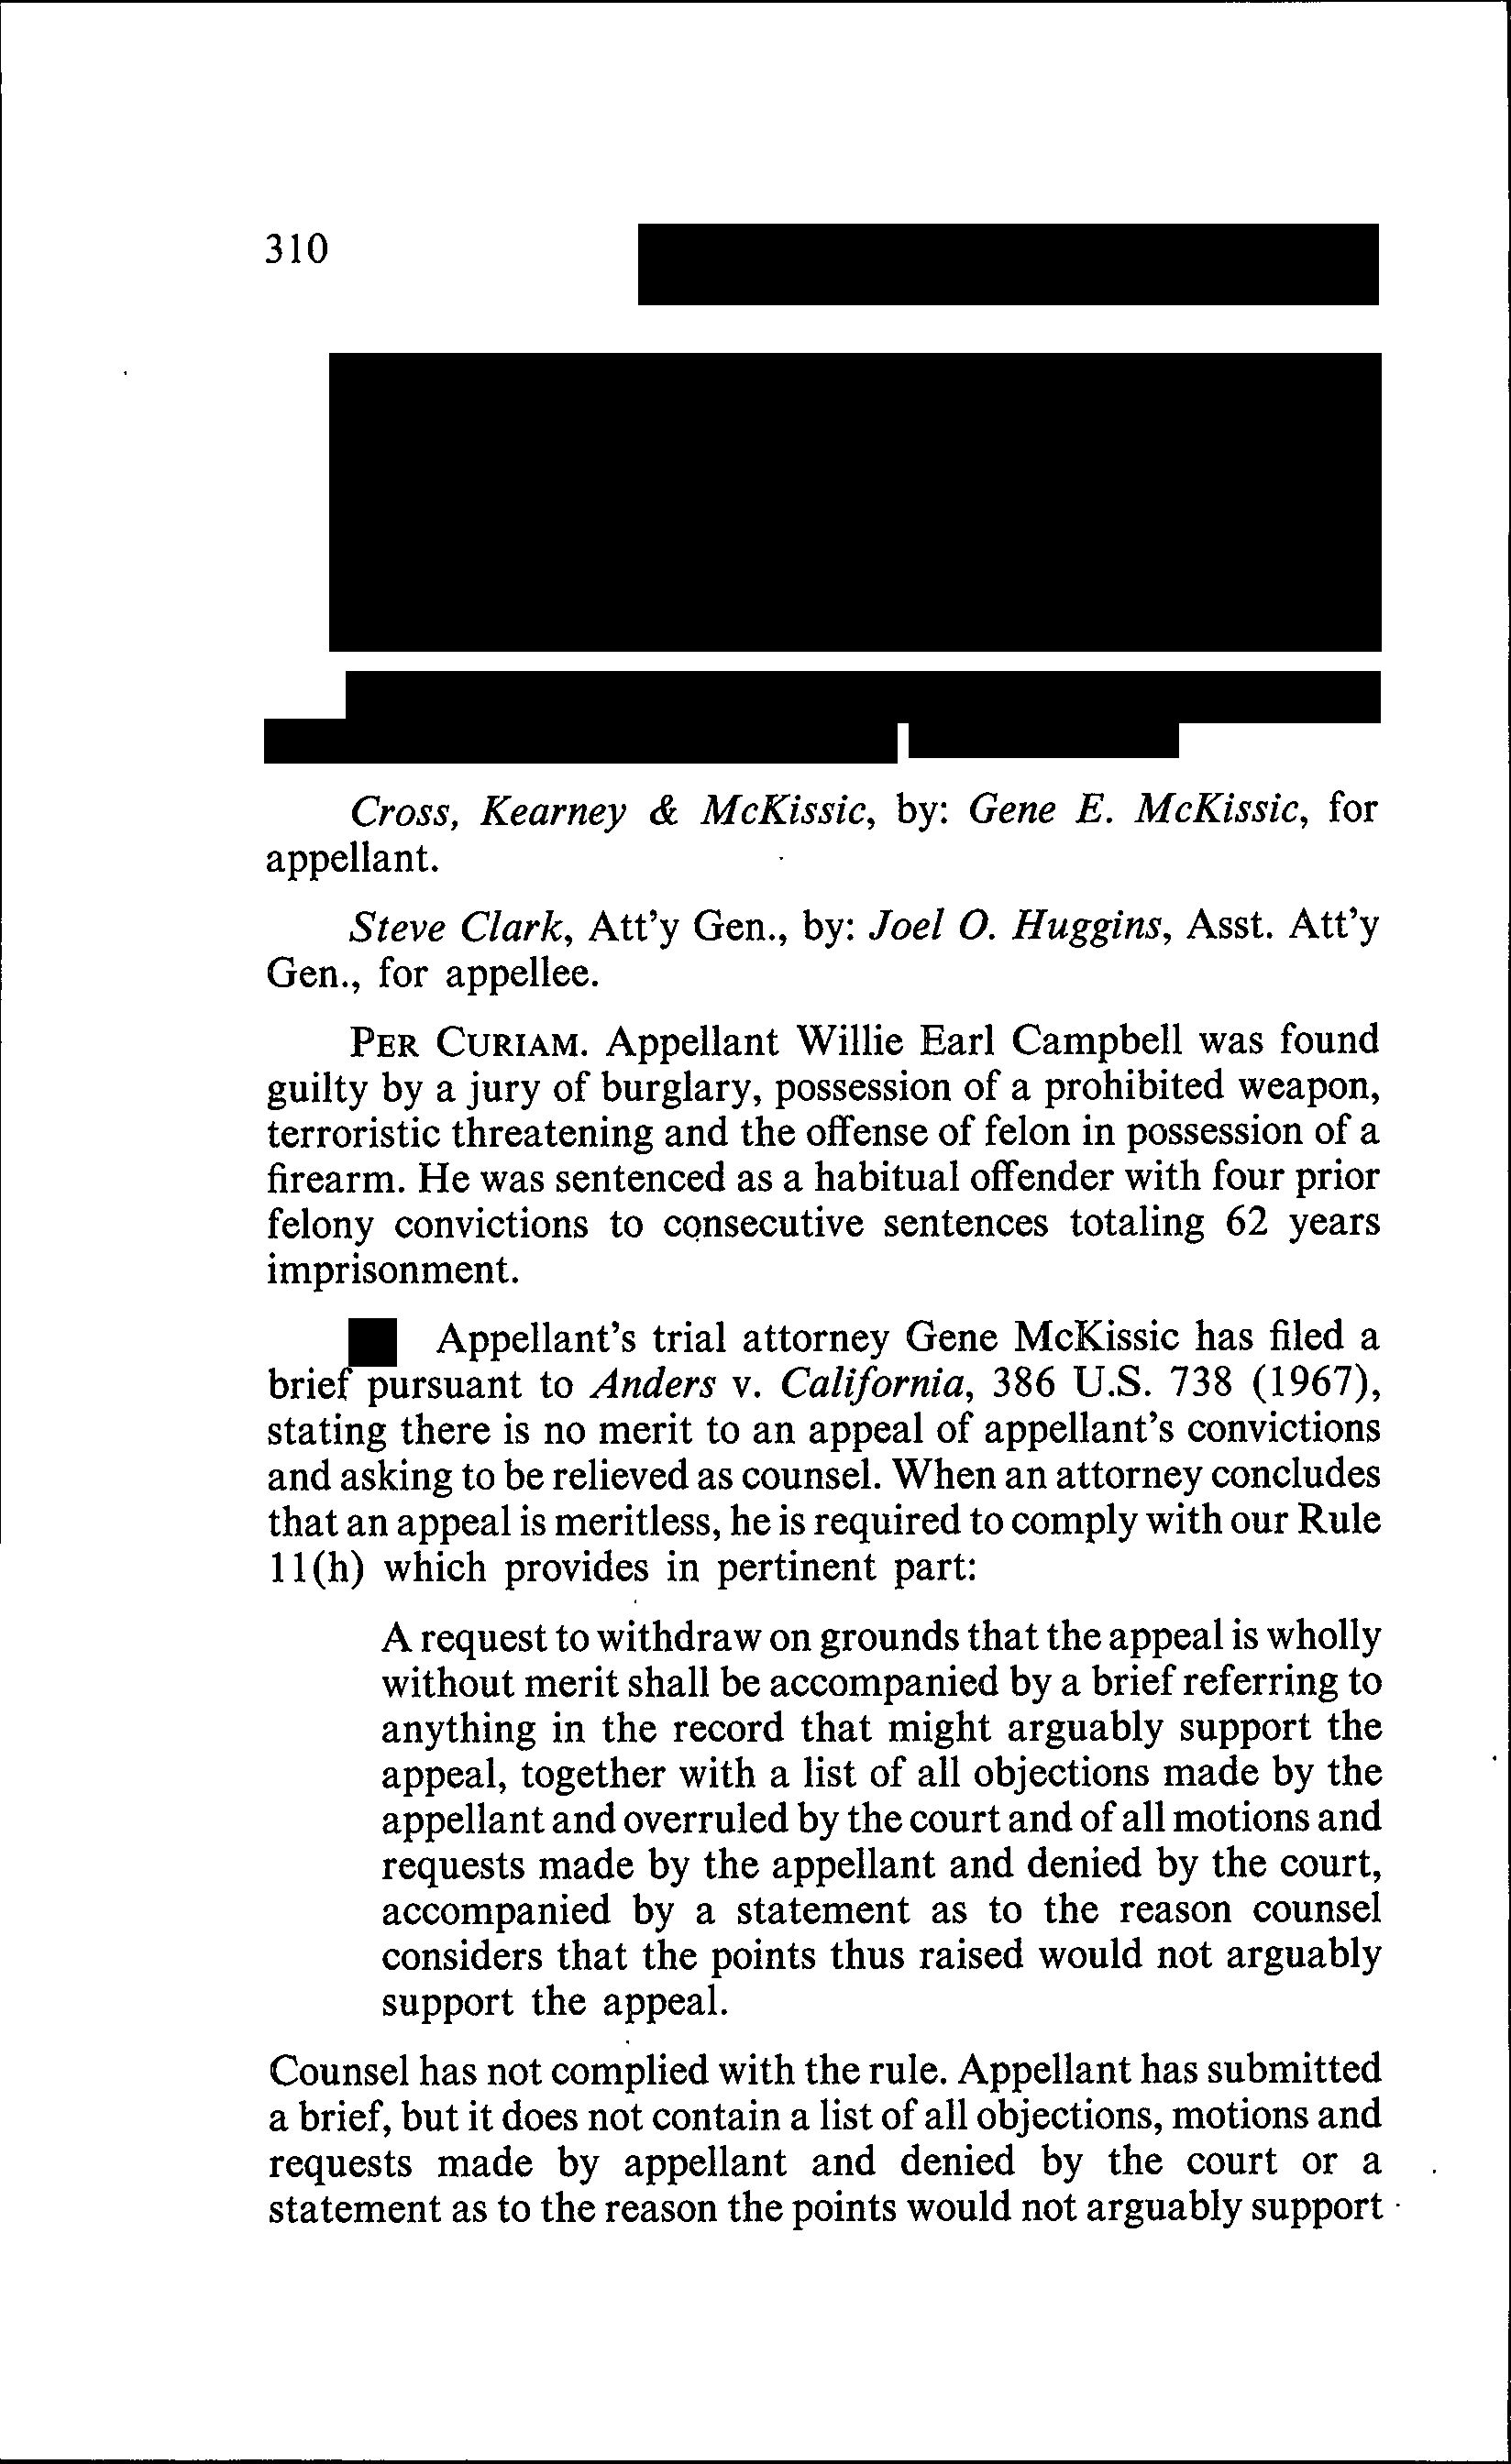 310
Cross, Kearney & McKissic, by: Gene E. McKissic, for
appellant.
Steve Clark, Att'y Gen., by: Joel O. Huggins, Asst. Att'y
Gen., for appellee.
PER CURIAM. Appellant Willie Earl Campbell was found
guilty by a jury of burglary, possession of a prohibited weapon,
terroristic threatening and the offense of felon in possession of a
firearm. He was sentenced as a habitual offender with four prior
felony convictions to consecutive sentences totaling 62 years
imprisonment.
Appellant's trial attorney Gene McKissic has filed a
brief pursuant to Anders v. California, 386 U.S. 738 (1967),
stating there is no merit to an appeal of appellant's convictions
and asking to be relieved as counsel. When an attorney concludes
that an appeal is meritless, he is required to comply with our Rule
11(h) which provides in pertinent part:
A request to withdraw on grounds that the appeal is wholly
without merit shall be accompanied by a brief referring to
anything in the record that might arguably support the
appeal, together with a list of all objections made by the
appellant and overruled by the court and of all motions and
requests made by the appellant and denied by the court,
accompanied by a statement as to the reason counsel
considers that the points thus raised would not arguably
support the appeal.
Counsel has not complied with the rule. Appellant has submitted
a brief, but it does not contain a list of all objections, motions and
requests made by appellant and denied by the court or a
statement as to the reason the points would not arguably support